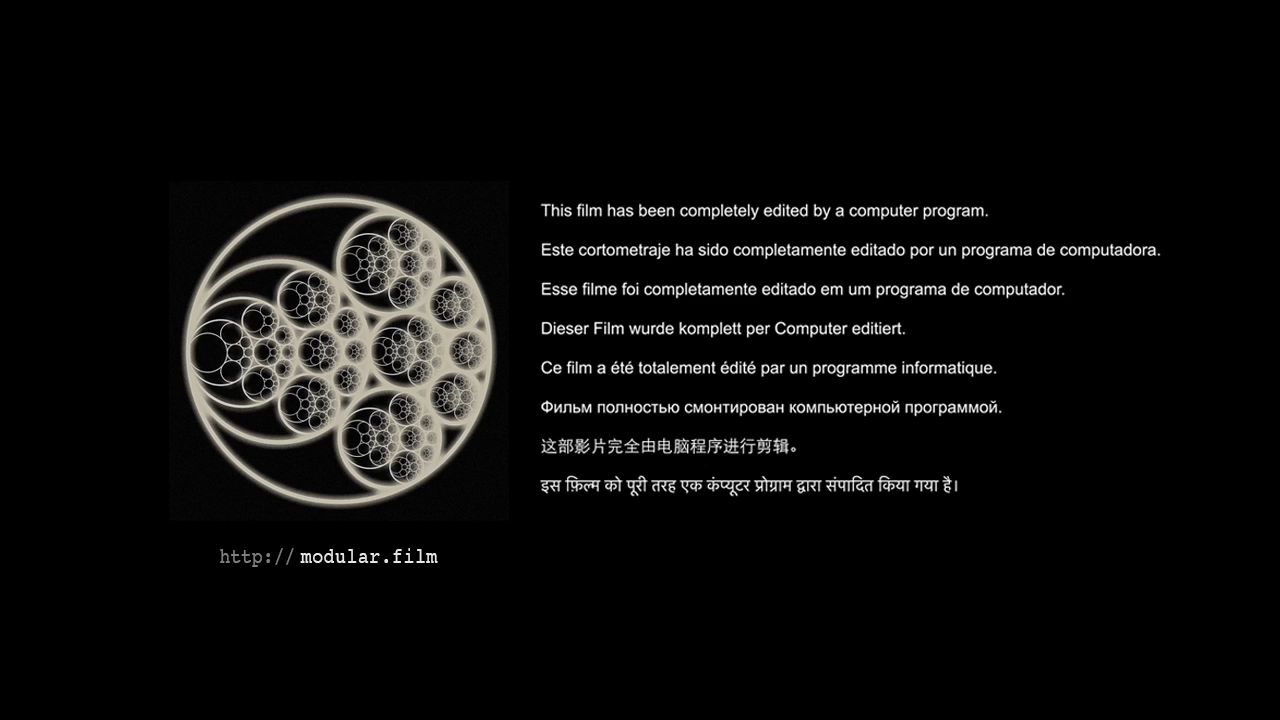 This film has been completely edited by a computer program.
Este cortometraje ha sido completamente editado por un programa de computadora.
Esse filme foi completamente editado em um programa de computador.
Dieser Film wurde komplett per Computer editiert.
Ce film a été totalement édité par un programme informatique.
Фильм полностью смонтирован компьютерной программой.
这部影片完全由电脑程序进行剪辑。
इस फ़िल्म को पूरी तरह एक कंप्यूटर प्रोग्राम द्वारा संपादित किया गया है।
http:// modular.film